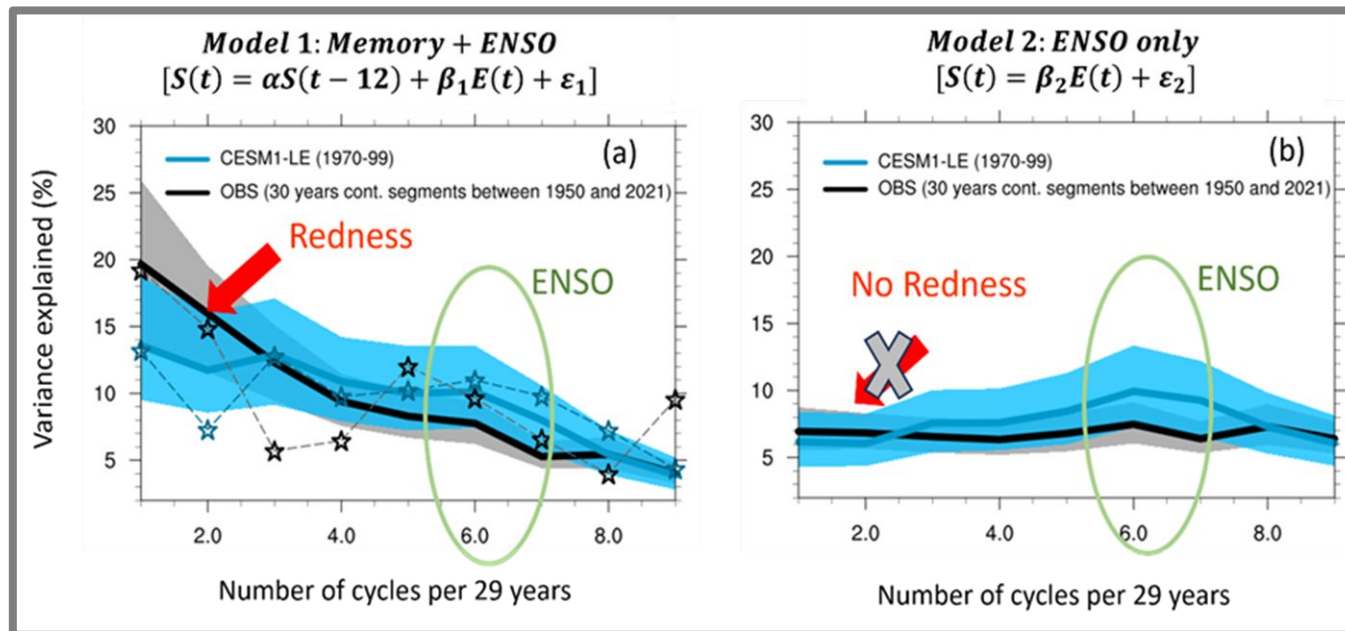 Model 1: Memory + ENSO
[S(t) = αS(t − 12) + β₁E(t) + ε₁]
Variance explained (%)
30
25
20
15
10
5
CESM1-LE (1970-99)
OBS (30 years cont. segments between 1950 and 2021)
(a)
Redness
ENSO
2.0
4.0
6.0
8.0
Number of cycles per 29 years
Model 2: ENSO only
[S(t) = β₂E(t) + ε₂]
30
25
20
15
10
5
CESM1-LE (1970-99)
OBS (30 years cont. segments between 1950 and 2021)
(b)
No Redness
X
ENSO
2.0
4.0
6.0
8.0
Number of cycles per 29 years